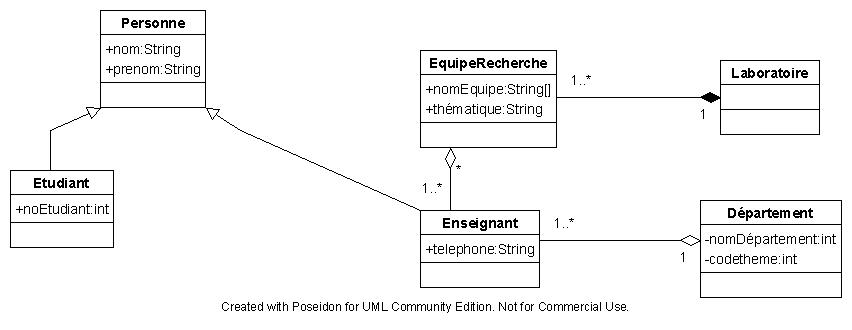 Personne
+nom:String
+prenom:String
EquipeRecherche
+nomEquipe:String[]
+thématique:String
1..*
1
Laboratoire
*
1..*
Etudiant
+noEtudiant:int
Enseignant
+telephone:String
1..*
1
Département
-nomDépartement:int
-codetheme:int
Created with Poseidon for UML Community Edition. Not for Commercial Use.